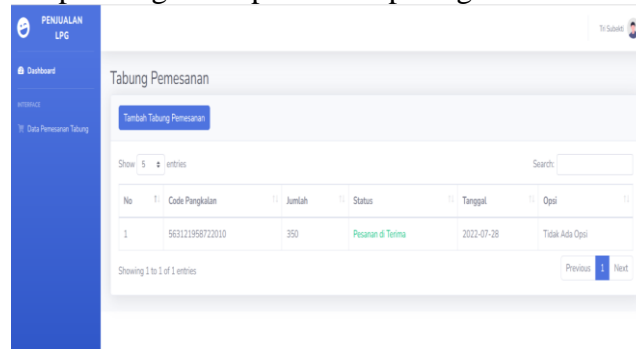 PENJUALAN
LPG
Tri Subekti
Dashboard
Tabung Pemesanan
INTERFACE
Data Pemesanan Tabung
Tambah Tabung Pemesanan
Show 5 entries
Search:
No Code Pangkalan Jumlah Status Tanggal Opsi
1 563121958722010 350 Pesanan di Terima 2022-07-28 Tidak Ada Opsi
Showing 1 to 1 of 1 entries
Previous 1 Next